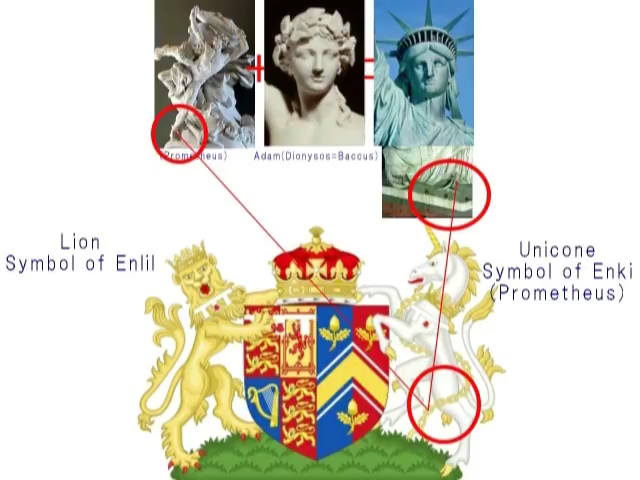 (Prometheus)
Adam(Dionysos=Baccus)
Lion
Symbol of Enlil
Unicone
Symbol of Enki
(Prometheus)